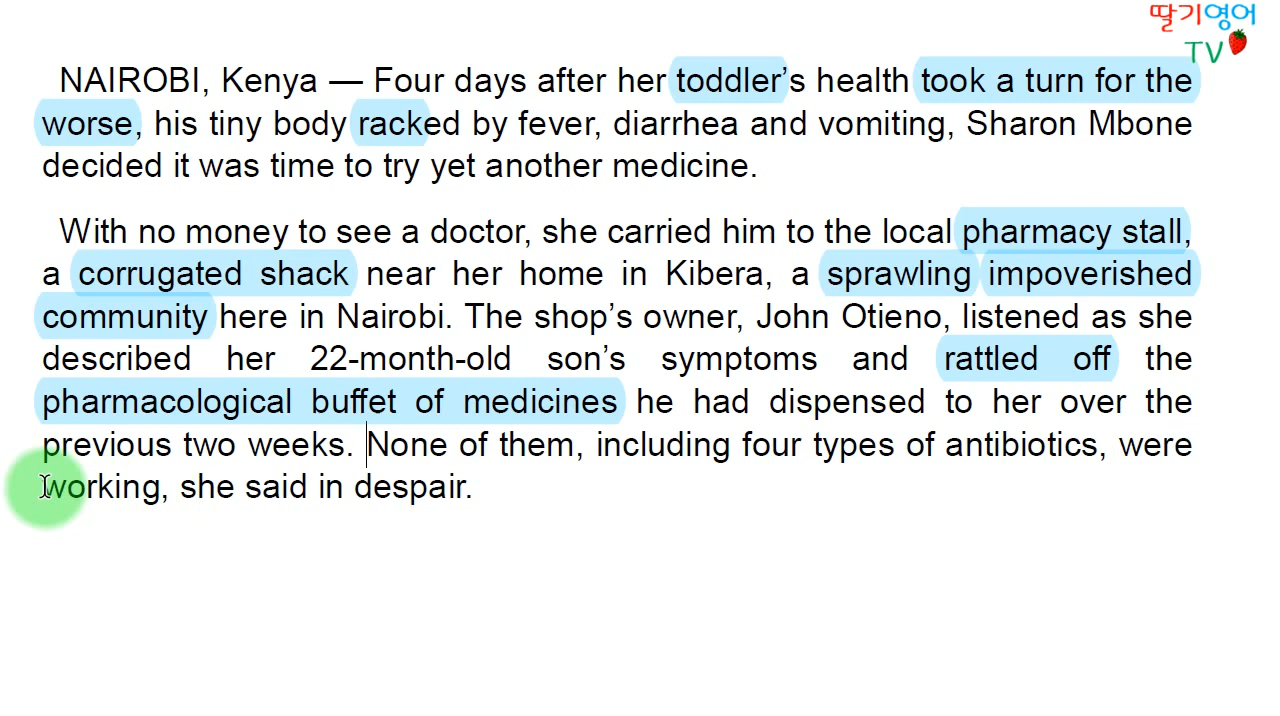 딸기영어
TV
NAIROBI, Kenya — Four days after her toddler’s health took a turn for the
worse, his tiny body racked by fever, diarrhea and vomiting, Sharon Mbone
decided it was time to try yet another medicine.
With no money to see a doctor, she carried him to the local pharmacy stall,
a corrugated shack near her home in Kibera, a sprawling impoverished
community here in Nairobi. The shop’s owner, John Otieno, listened as she
described her 22-month-old son’s symptoms and rattled off the
pharmacological buffet of medicines he had dispensed to her over the
previous two weeks. None of them, including four types of antibiotics, were
working, she said in despair.